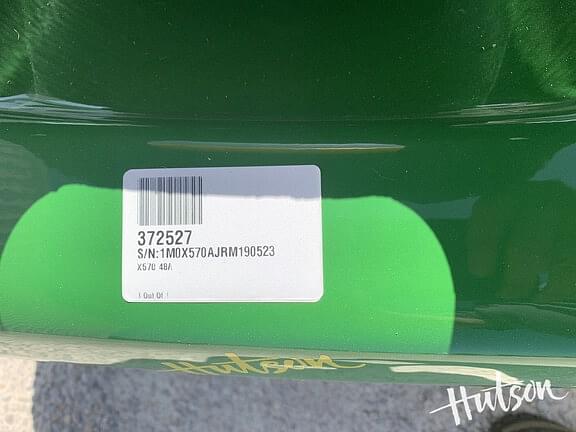 372527
S/N:1M0X570AJRM190523
X570 48A
1 Out Of 1
Hutson
Hutson